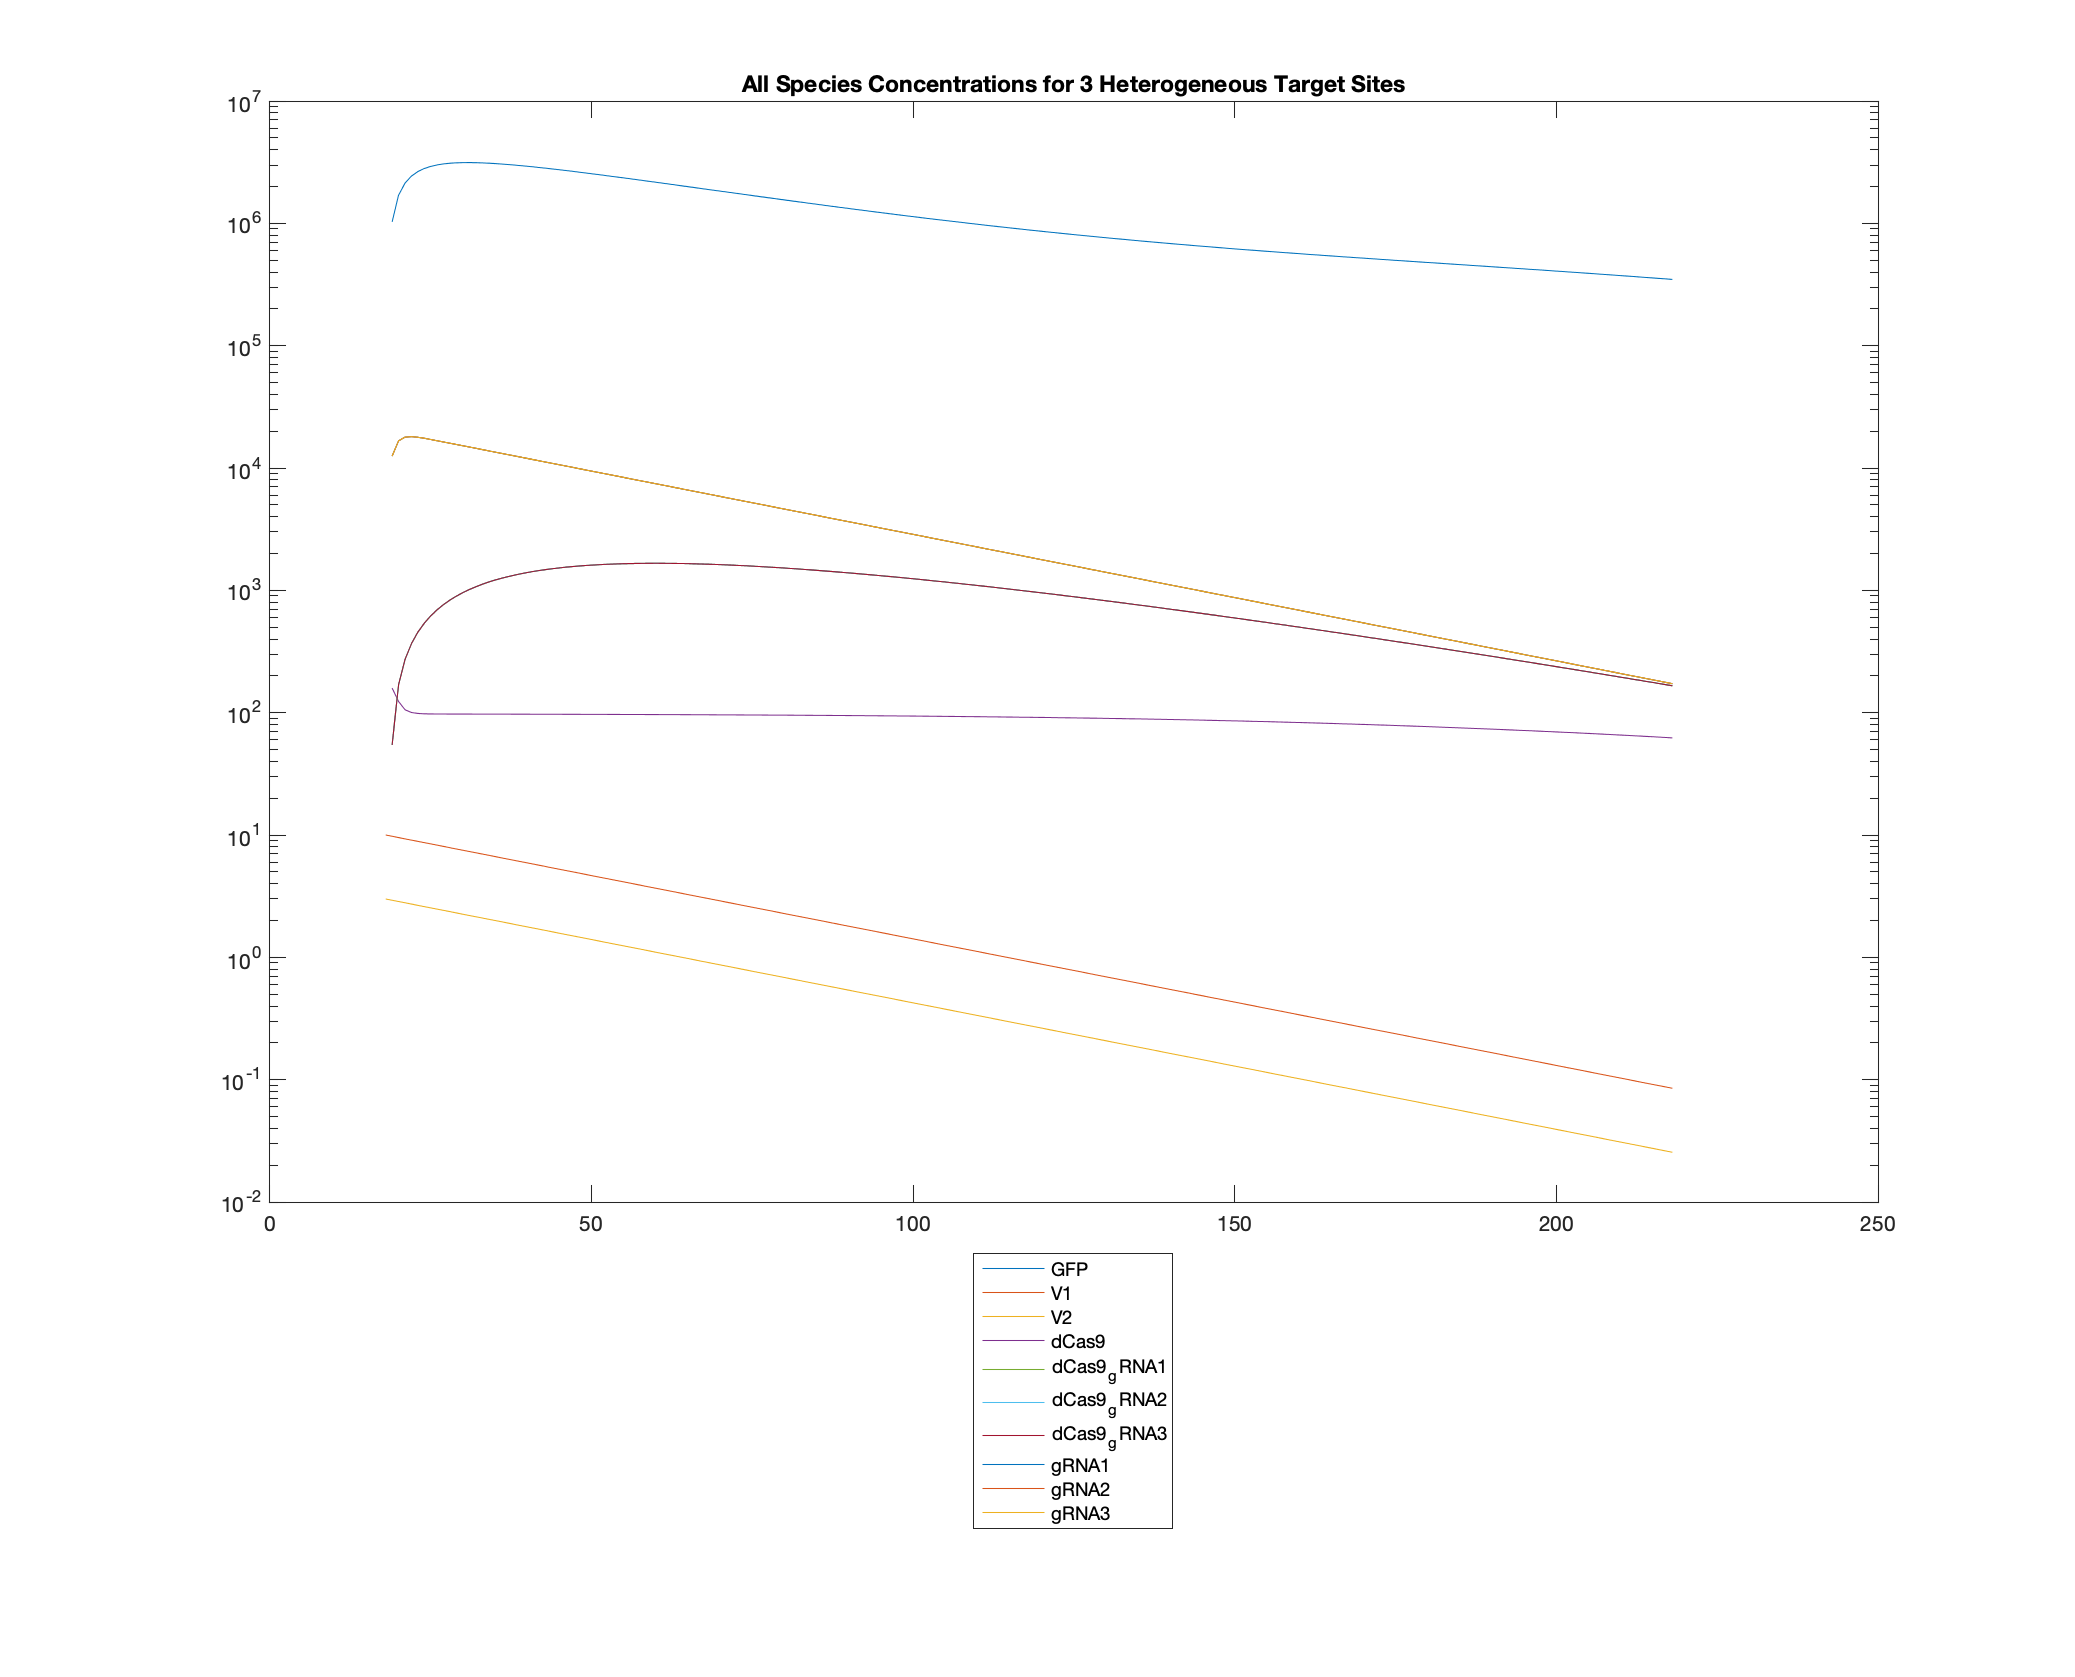 All Species Concentrations for 3 Heterogeneous Target Sites
10^7
10^6
10^5
10^4
10^3
10^2
10^1
10^0
10^-1
10^-2
0 50 100 150 200 250
GFP
V1
V2
dCas9
dCas9_gRNA1
dCas9_gRNA2
dCas9_gRNA3
gRNA1
gRNA2
gRNA3